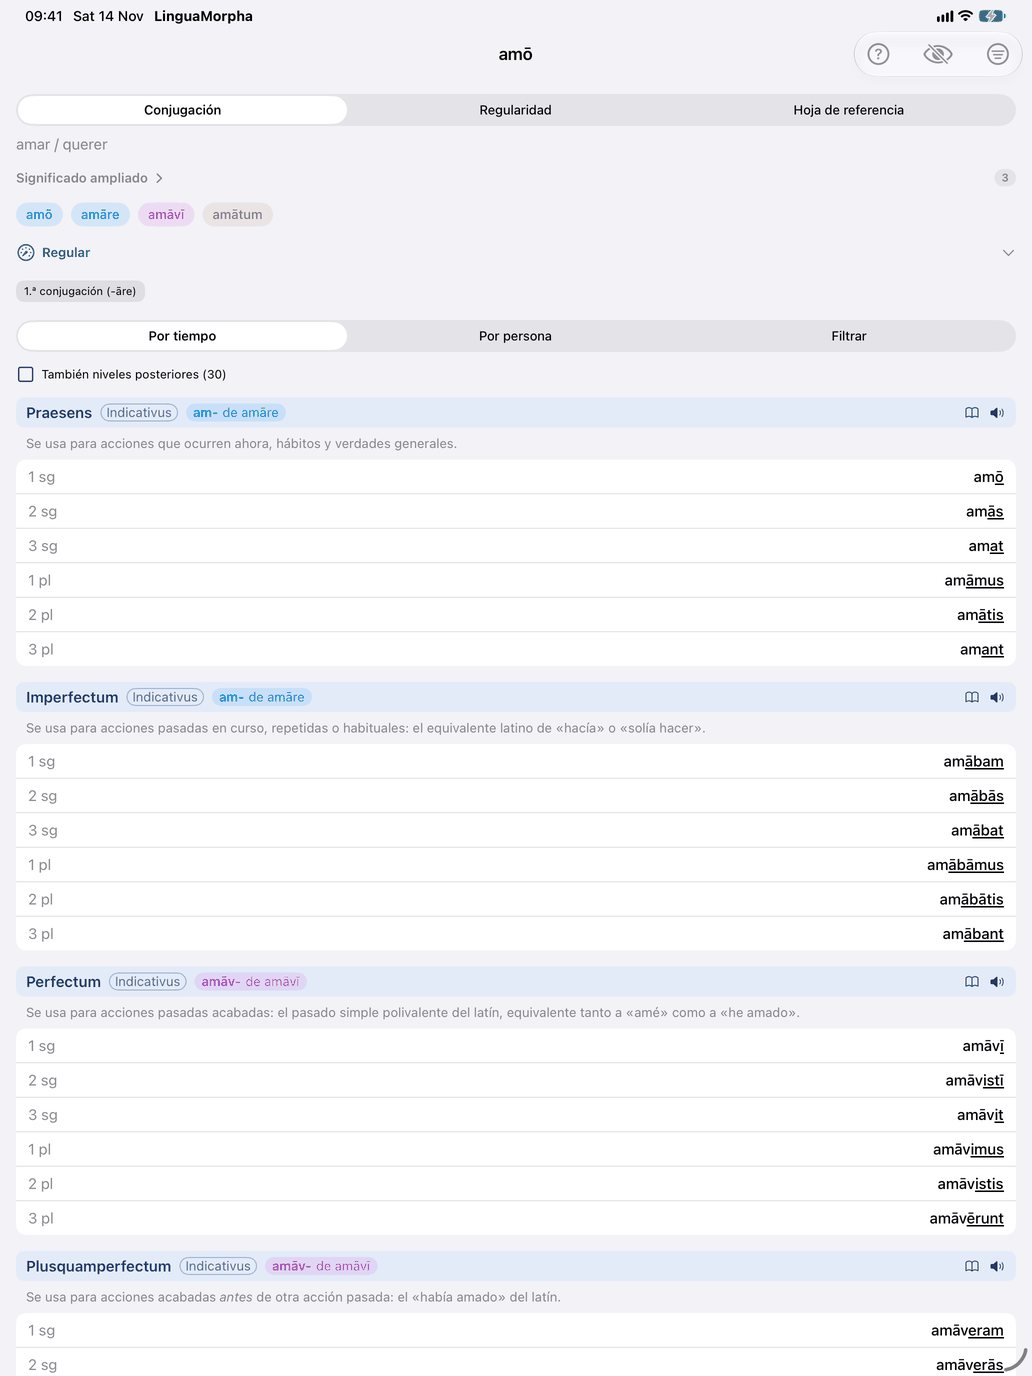 09:41 Sat 14 Nov LinguaMorpha
amō
Conjugación Regularidad Hoja de referencia
amar / querer
Significado ampliado 3
amō amāre amāvī amātum
Regular
1.ª conjugación (-āre)
Por tiempo Por persona Filtrar
También niveles posteriores (30)
Praesens Indicativus am- de amāre
Se usa para acciones que ocurren ahora, hábitos y verdades generales.
1 sg amō
2 sg amās
3 sg amat
1 pl amāmus
2 pl amātis
3 pl amant
Imperfectum Indicativus am- de amāre
Se usa para acciones pasadas en curso, repetidas o habituales: el equivalente latino de «hacía» o «solía hacer».
1 sg amābam
2 sg amābās
3 sg amābat
1 pl amābāmus
2 pl amābātis
3 pl amābant
Perfectum Indicativus amāv- de amāvī
Se usa para acciones pasadas acabadas: el pasado simple polivalente del latín, equivalente tanto a «amé» como a «he amado».
1 sg amāvī
2 sg amāvistī
3 sg amāvit
1 pl amāvimus
2 pl amāvistis
3 pl amāvērunt
Plusquamperfectum Indicativus amāv- de amāvī
Se usa para acciones acabadas antes de otra acción pasada: el «había amado» del latín.
1 sg amāveram
2 sg amāverās